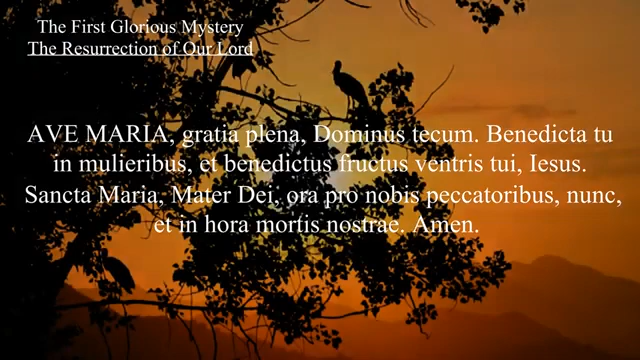 The First Glorious Mystery
The Resurrection of Our Lord
AVE MARIA, gratia plena, Dominus tecum. Benedicta tu
in mulieribus, et benedictus fructus ventris tui, Iesus.
Sancta Maria, Mater Dei, ora pro nobis peccatoribus, nunc,
et in hora mortis nostrae. Amen.